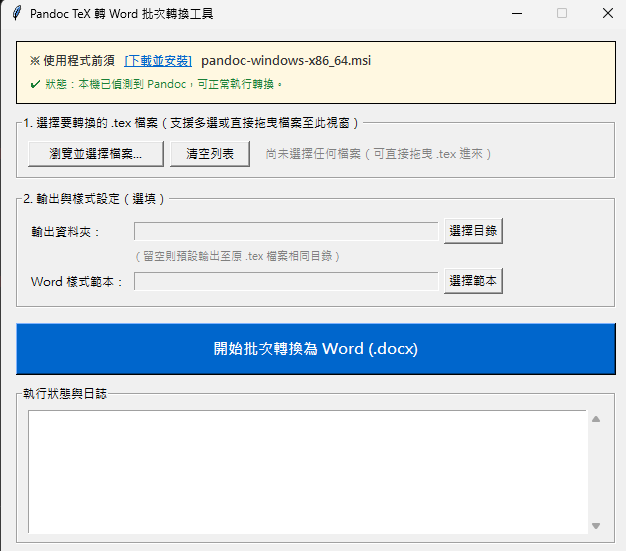 Pandoc TeX 轉 Word 批次轉換工具
※ 使用程式前須 [下載並安裝] pandoc-windows-x86_64.msi
✔ 狀態：本機已偵測到 Pandoc，可正常執行轉換。
1. 選擇要轉換的 .tex 檔案（支援多選或直接拖曳檔案至此視窗）
瀏覽並選擇檔案... 清空列表 尚未選擇任何檔案（可直接拖曳 .tex 進來）
2. 輸出與樣式設定（選填）
輸出資料夾： 選擇目錄
（留空則預設輸出至原 .tex 檔案相同目錄）
Word 樣式範本： 選擇範本
開始批次轉換為 Word (.docx)
執行狀態與日誌